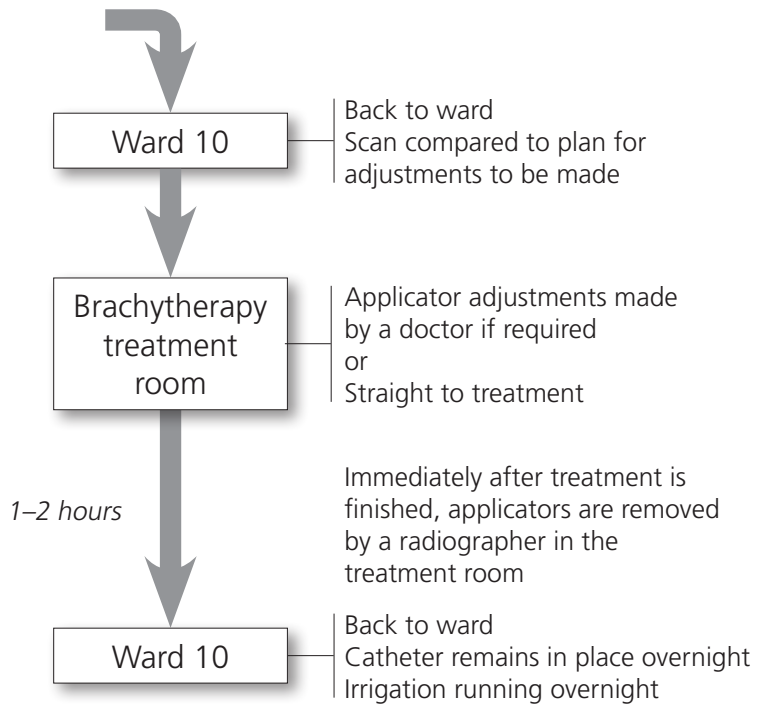 Ward 10
Back to ward
Scan compared to plan for
adjustments to be made
Brachytherapy
treatment
room
Applicator adjustments made
by a doctor if required
or
Straight to treatment
1–2 hours
Immediately after treatment is
finished, applicators are removed
by a radiographer in the
treatment room
Ward 10
Back to ward
Catheter remains in place overnight
Irrigation running overnight